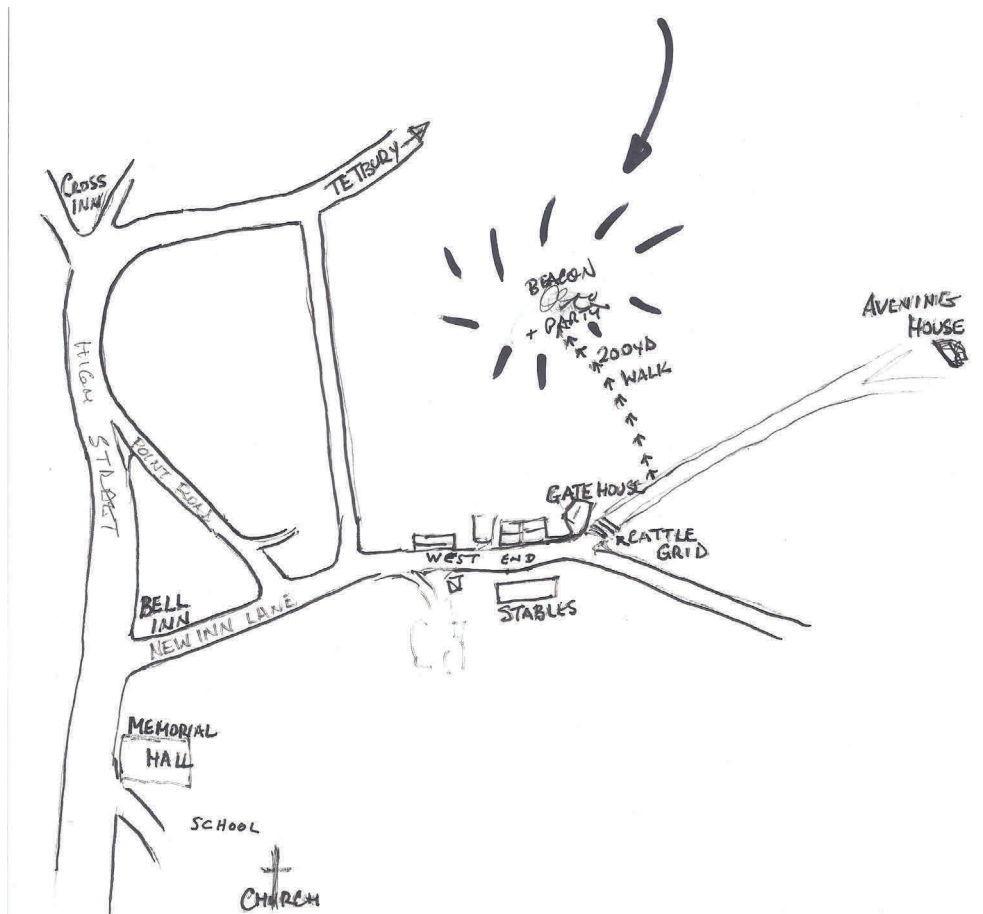 CROSS
INN
TETBURY
BEACON
+ PARTY
200YD
WALK
AVENING
HOUSE
HIGH STREET
POINT ROAD
GATE HOUSE
CATTLE
GRID
WEST END
STABLES
BELL
INN
NEW INN LANE
MEMORIAL
HALL
SCHOOL
CHURCH